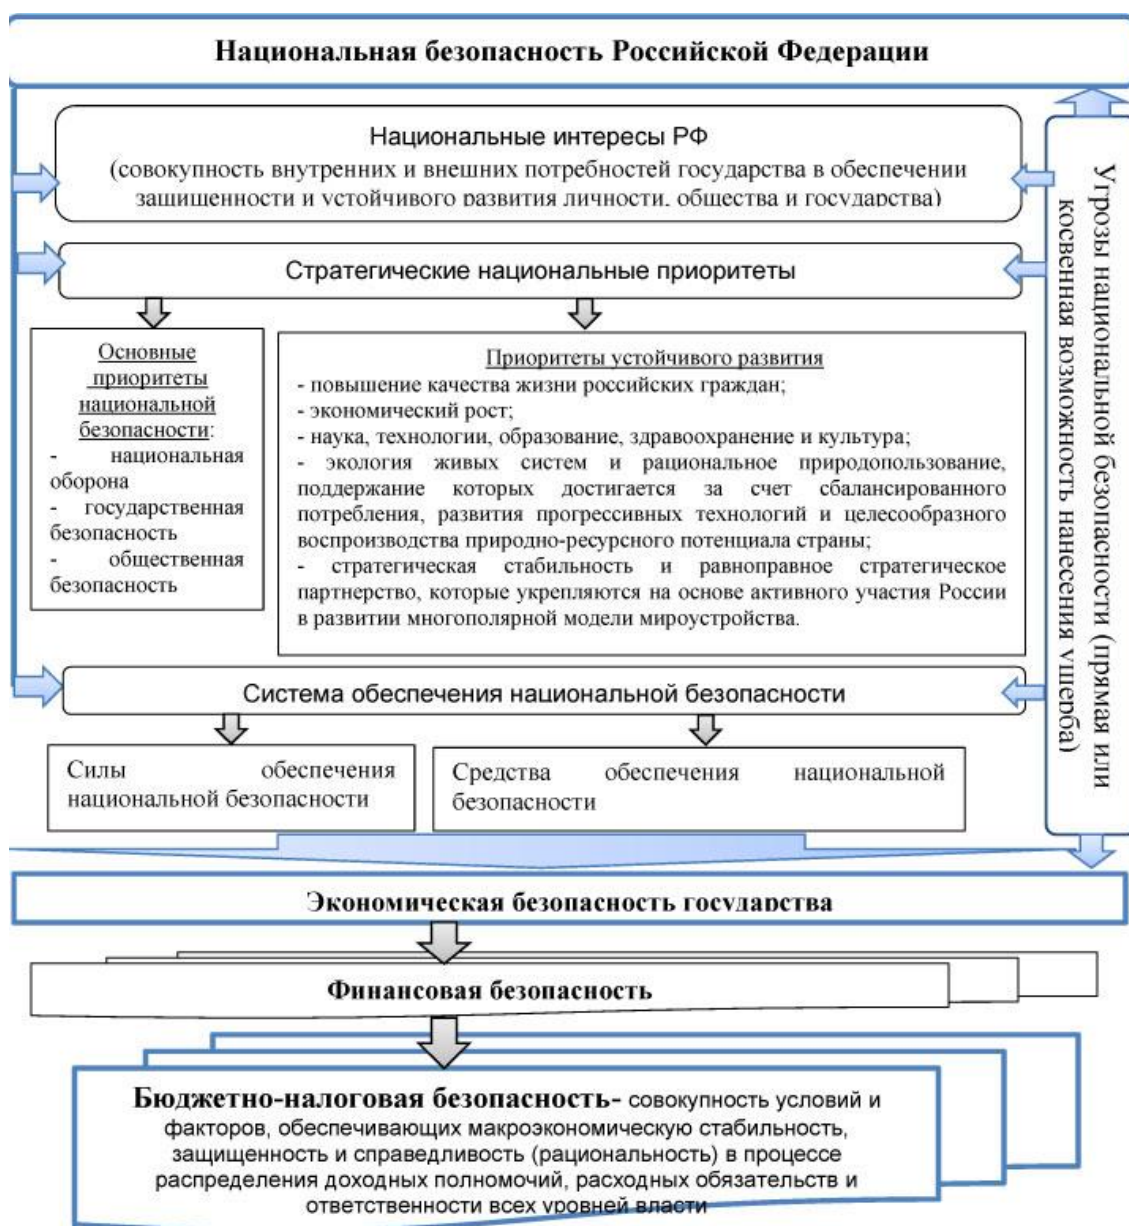 Национальная безопасность Российской Федерации
Национальные интересы РФ
(совокупность внутренних и внешних потребностей государства в обеспечении
защищенности и устойчивого развития личности, общества и государства)
Стратегические национальные приоритеты
Основные
приоритеты
национальной
безопасности:
- национальная
оборона
- государственная
безопасность
- общественная
безопасность
Приоритеты устойчивого развития
- повышение качества жизни российских граждан;
- экономический рост;
- наука, технологии, образование, здравоохранение и культура;
- экология живых систем и рациональное природопользование,
поддержание которых достигается за счет сбалансированного
потребления, развития прогрессивных технологий и целесообразного
воспроизводства природно-ресурсного потенциала страны;
- стратегическая стабильность и равноправное стратегическое
партнерство, которые укрепляются на основе активного участия России
в развитии многополярной модели мироустройства.
Система обеспечения национальной безопасности
Силы обеспечения
национальной безопасности
Средства обеспечения национальной
безопасности
Угрозы национальной безопасности (прямая или
косвенная возможность нанесения ущерба)
Экономическая безопасность государства
Финансовая безопасность
Бюджетно-налоговая безопасность- совокупность условий и
факторов, обеспечивающих макроэкономическую стабильность,
защищенность и справедливость (рациональность) в процессе
распределения доходных полномочий, расходных обязательств и
ответственности всех уровней власти